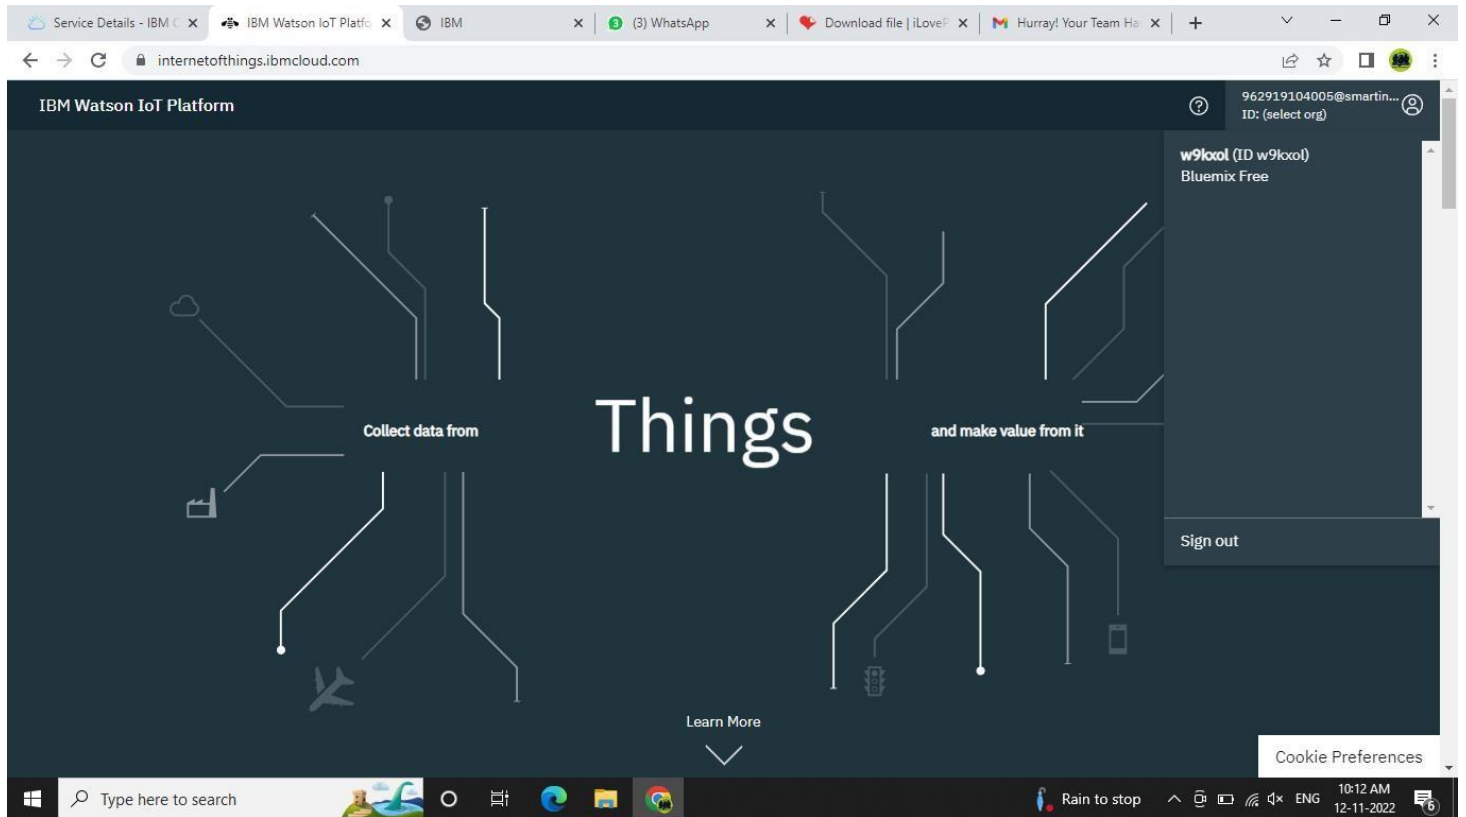 Service Details - IBM C
IBM Watson IoT Platfo
IBM
(3) WhatsApp
Download file | iLoveP
Hurray! Your Team Ha
internetofthings.ibmcloud.com
IBM Watson IoT Platform
962919104005@smartin...
ID: (select org)
w9kxol (ID w9kxol)
Bluemix Free
Collect data from
Things
and make value from it
Sign out
Learn More
Cookie Preferences
Type here to search
Rain to stop
ENG
10:12 AM
12-11-2022
6